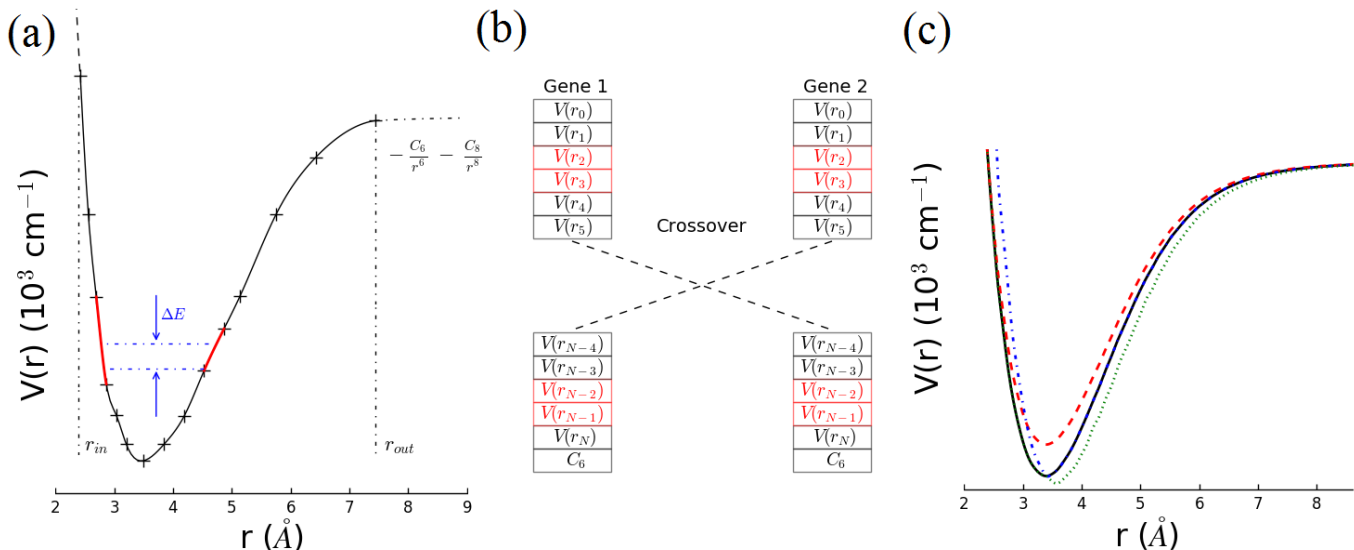 (a)
V(r) (10³ cm⁻¹)
ΔE
r_in
r_out
− C₆/r⁶ − C₈/r⁸
2 3 4 5 6 7 8 9
r (Å)
(b)
Gene 1
V(r₀)
V(r₁)
V(r₂)
V(r₃)
V(r₄)
V(r₅)
Gene 2
V(r₀)
V(r₁)
V(r₂)
V(r₃)
V(r₄)
V(r₅)
Crossover
V(r_{N−4})
V(r_{N−3})
V(r_{N−2})
V(r_{N−1})
V(r_N)
C₆
V(r_{N−4})
V(r_{N−3})
V(r_{N−2})
V(r_{N−1})
V(r_N)
C₆
(c)
V(r) (10³ cm⁻¹)
2 3 4 5 6 7 8
r (Å)